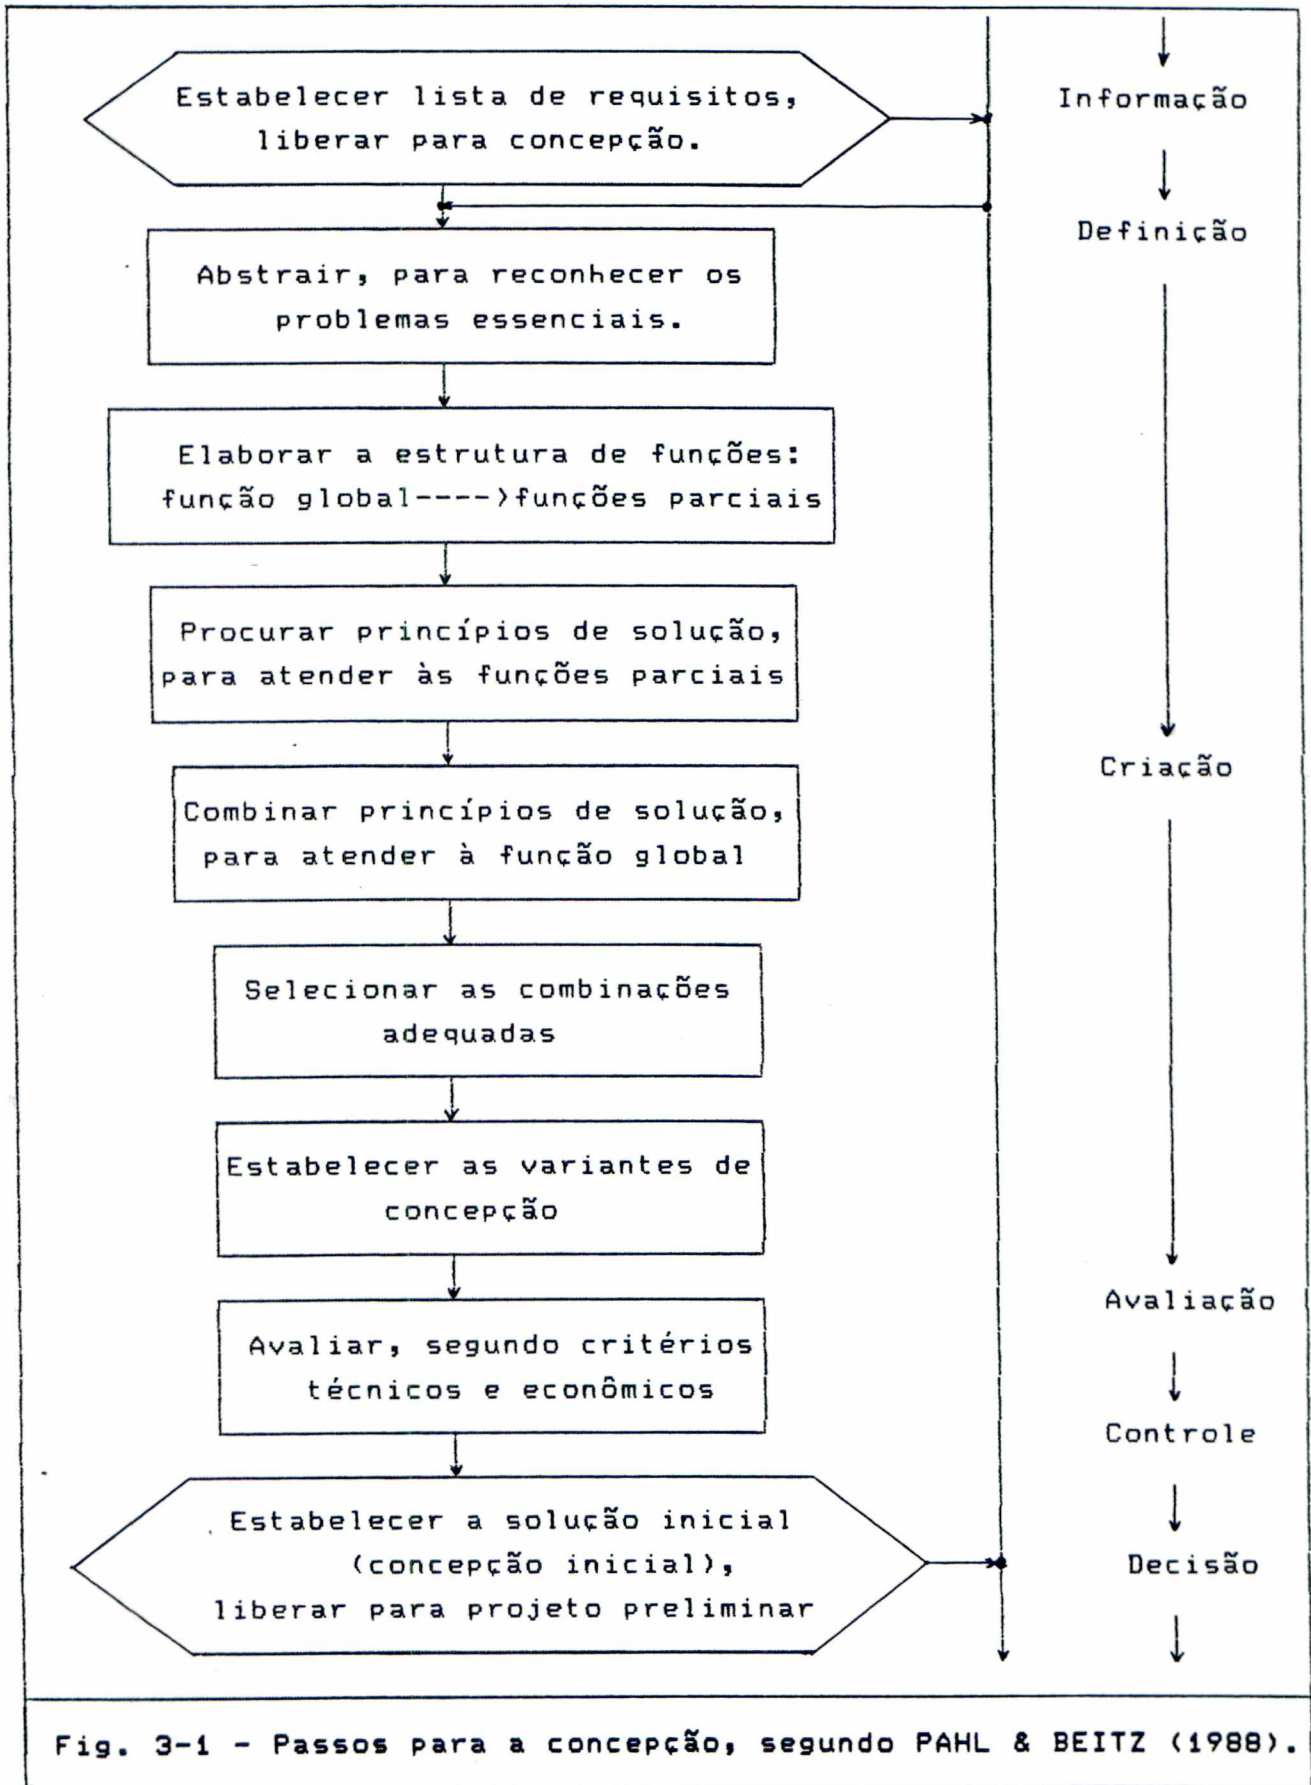 Estabelecer lista de requisitos,
liberar para concepção.
Informação
Definição
Abstrair, para reconhecer os
problemas essenciais.
Elaborar a estrutura de funções:
função global---->funções parciais
Procurar princípios de solução,
para atender às funções parciais
Criação
Combinar princípios de solução,
para atender à função global
Selecionar as combinações
adequadas
Estabelecer as variantes de
concepção
Avaliação
Avaliar, segundo critérios
técnicos e econômicos
Controle
Estabelecer a solução inicial
(concepção inicial),
liberar para projeto preliminar
Decisão
Fig. 3-1 - Passos para a concepção, segundo PAHL & BEITZ (1988).